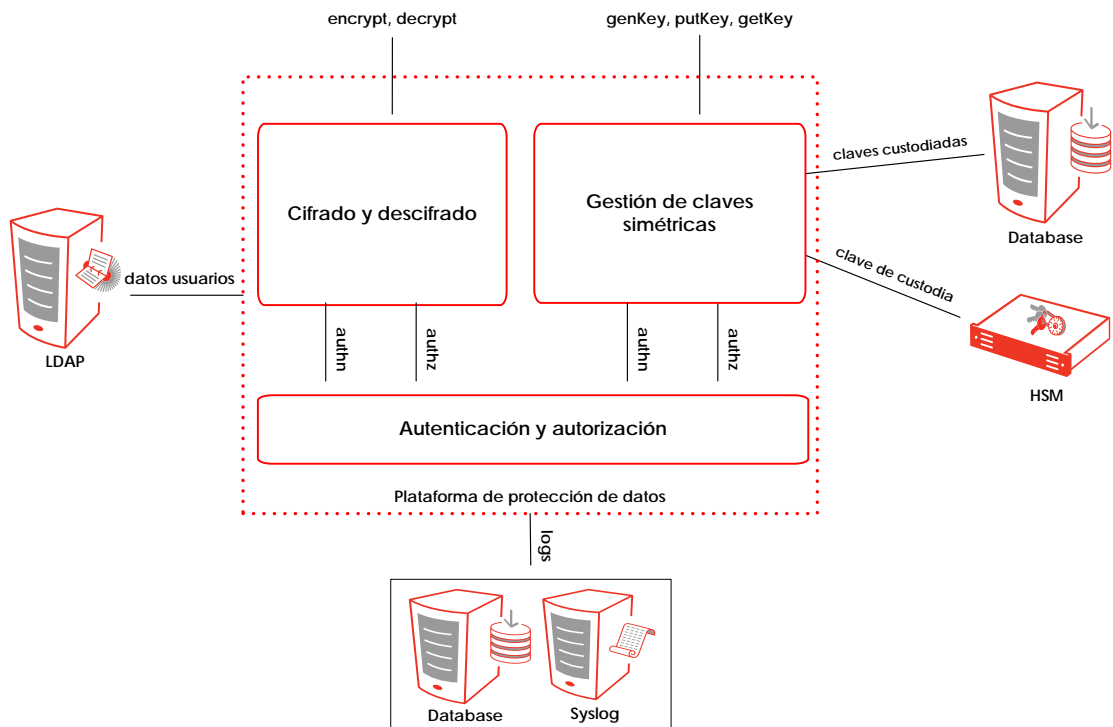 encrypt, decrypt
genKey, putKey, getKey
Cifrado y descifrado
Gestión de claves
simétricas
claves custodiadas
Database
datos usuarios
LDAP
clave de custodia
HSM
authn
authz
authn
authz
Autenticación y autorización
Plataforma de protección de datos
logs
Database
Syslog